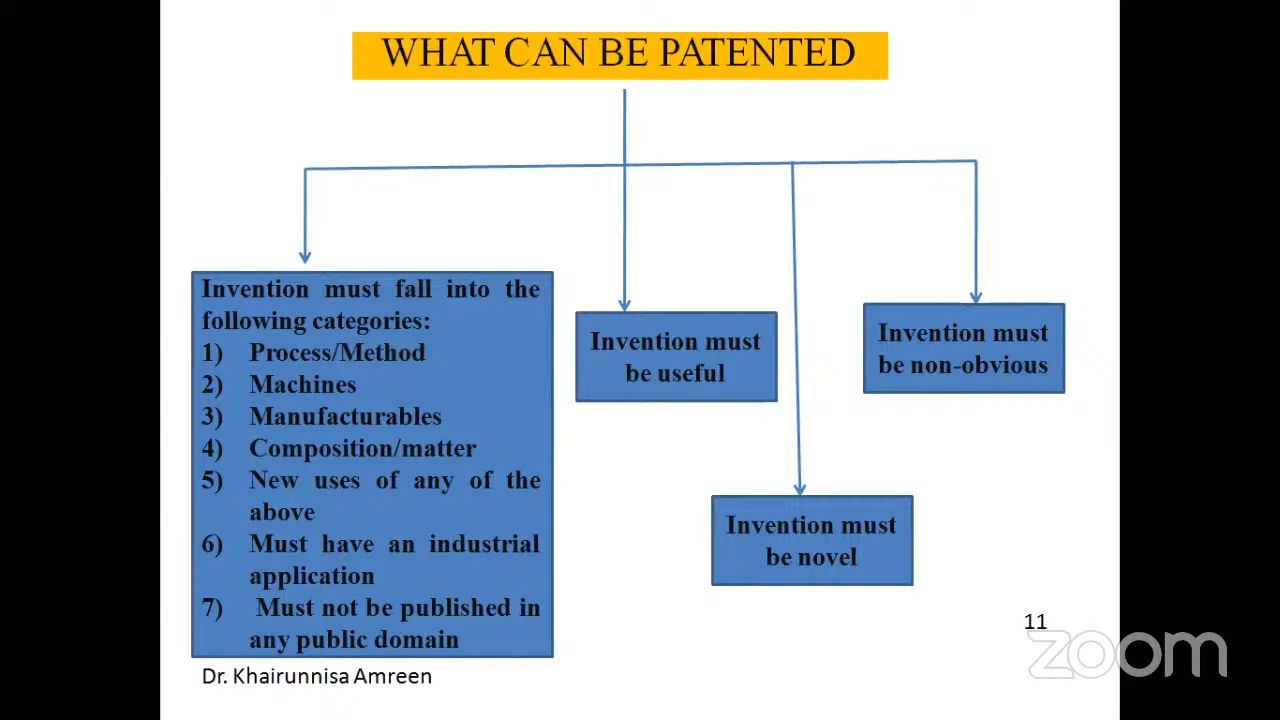 WHAT CAN BE PATENTED
Invention must fall into the
following categories:
1) Process/Method
2) Machines
3) Manufacturables
4) Composition/matter
5) New uses of any of the
above
6) Must have an industrial
application
7) Must not be published in
any public domain
Invention must
be useful
Invention must
be novel
Invention must
be non-obvious
Dr. Khairunnisa Amreen
11
zoom